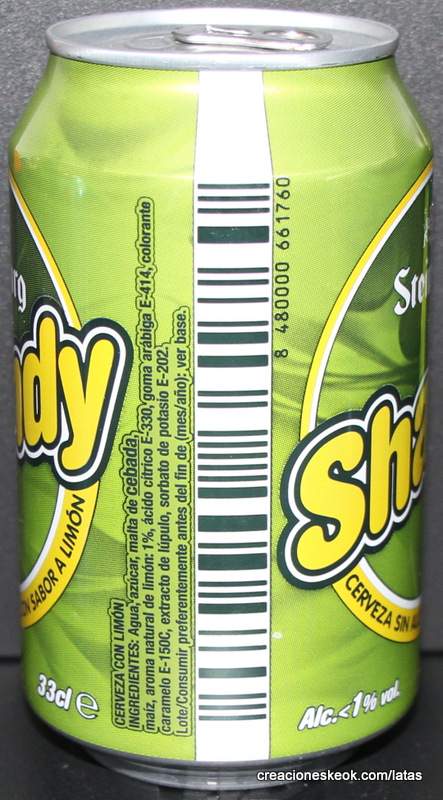 rg
ndy
ON SABOR A LIMÓN
33cl e
CERVEZA CON LIMÓN
INGREDIENTES: Agua, azúcar, malta de cebada,
maíz, aroma natural de limón: 1%, ácido cítrico E-330, goma arábiga E-414, colorante
Caramelo E-150C, extracto de lúpulo, sorbato de potasio E-202.
Lote/Consumir preferentemente antes del fin de (mes/año): ver base.
8 480000 661760
Ste
Sha
CERVEZA SIN AL
Alc.<1% vol.
creacioneskeok.com/latas